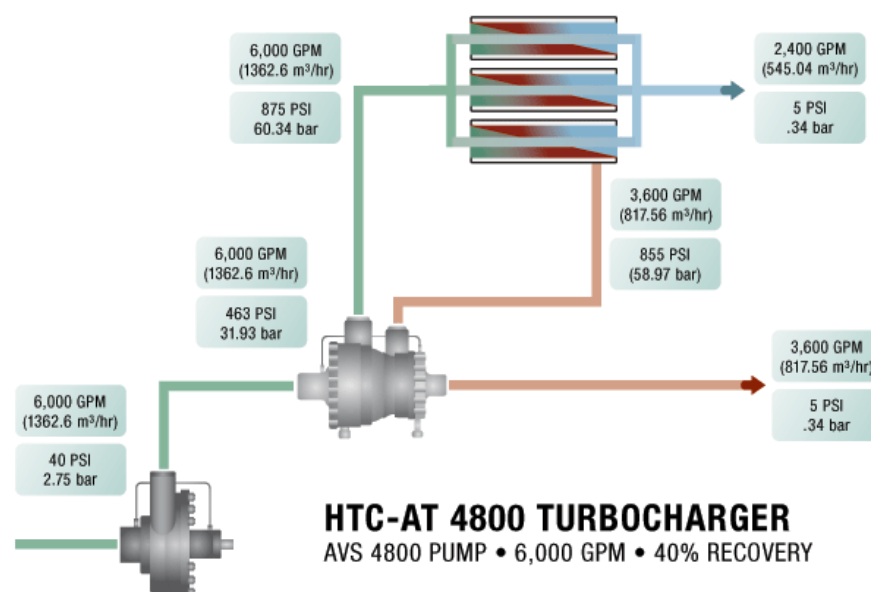 6,000 GPM
(1362.6 m³/hr)
875 PSI
60.34 bar
2,400 GPM
(545.04 m³/hr)
5 PSI
.34 bar
3,600 GPM
(817.56 m³/hr)
855 PSI
(58.97 bar)
6,000 GPM
(1362.6 m³/hr)
463 PSI
31.93 bar
3,600 GPM
(817.56 m³/hr)
5 PSI
.34 bar
6,000 GPM
(1362.6 m³/hr)
40 PSI
2.75 bar
HTC-AT 4800 TURBOCHARGER
AVS 4800 PUMP • 6,000 GPM • 40% RECOVERY